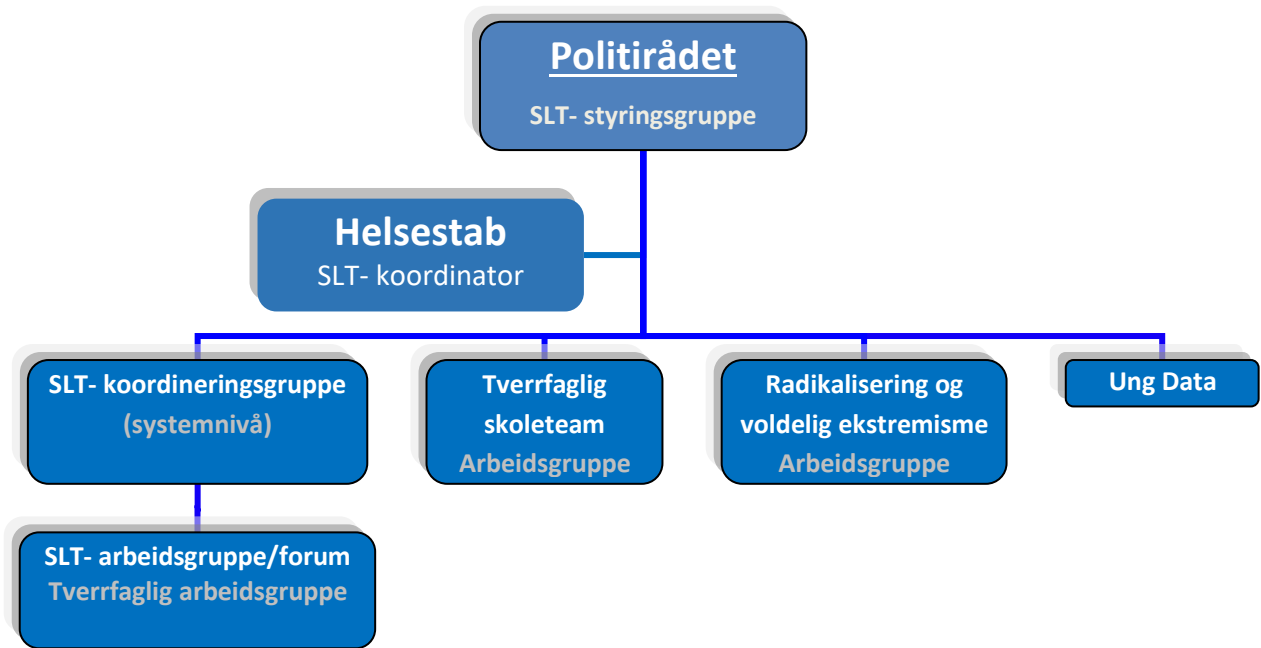 Politirådet
SLT- styringsgruppe
Helsestab
SLT- koordinator
SLT- koordineringsgruppe
(systemnivå)
Tverrfaglig
skoleteam
Arbeidsgruppe
Radikalisering og
voldelig ekstremisme
Arbeidsgruppe
Ung Data
SLT- arbeidsgruppe/forum
Tverrfaglig arbeidsgruppe